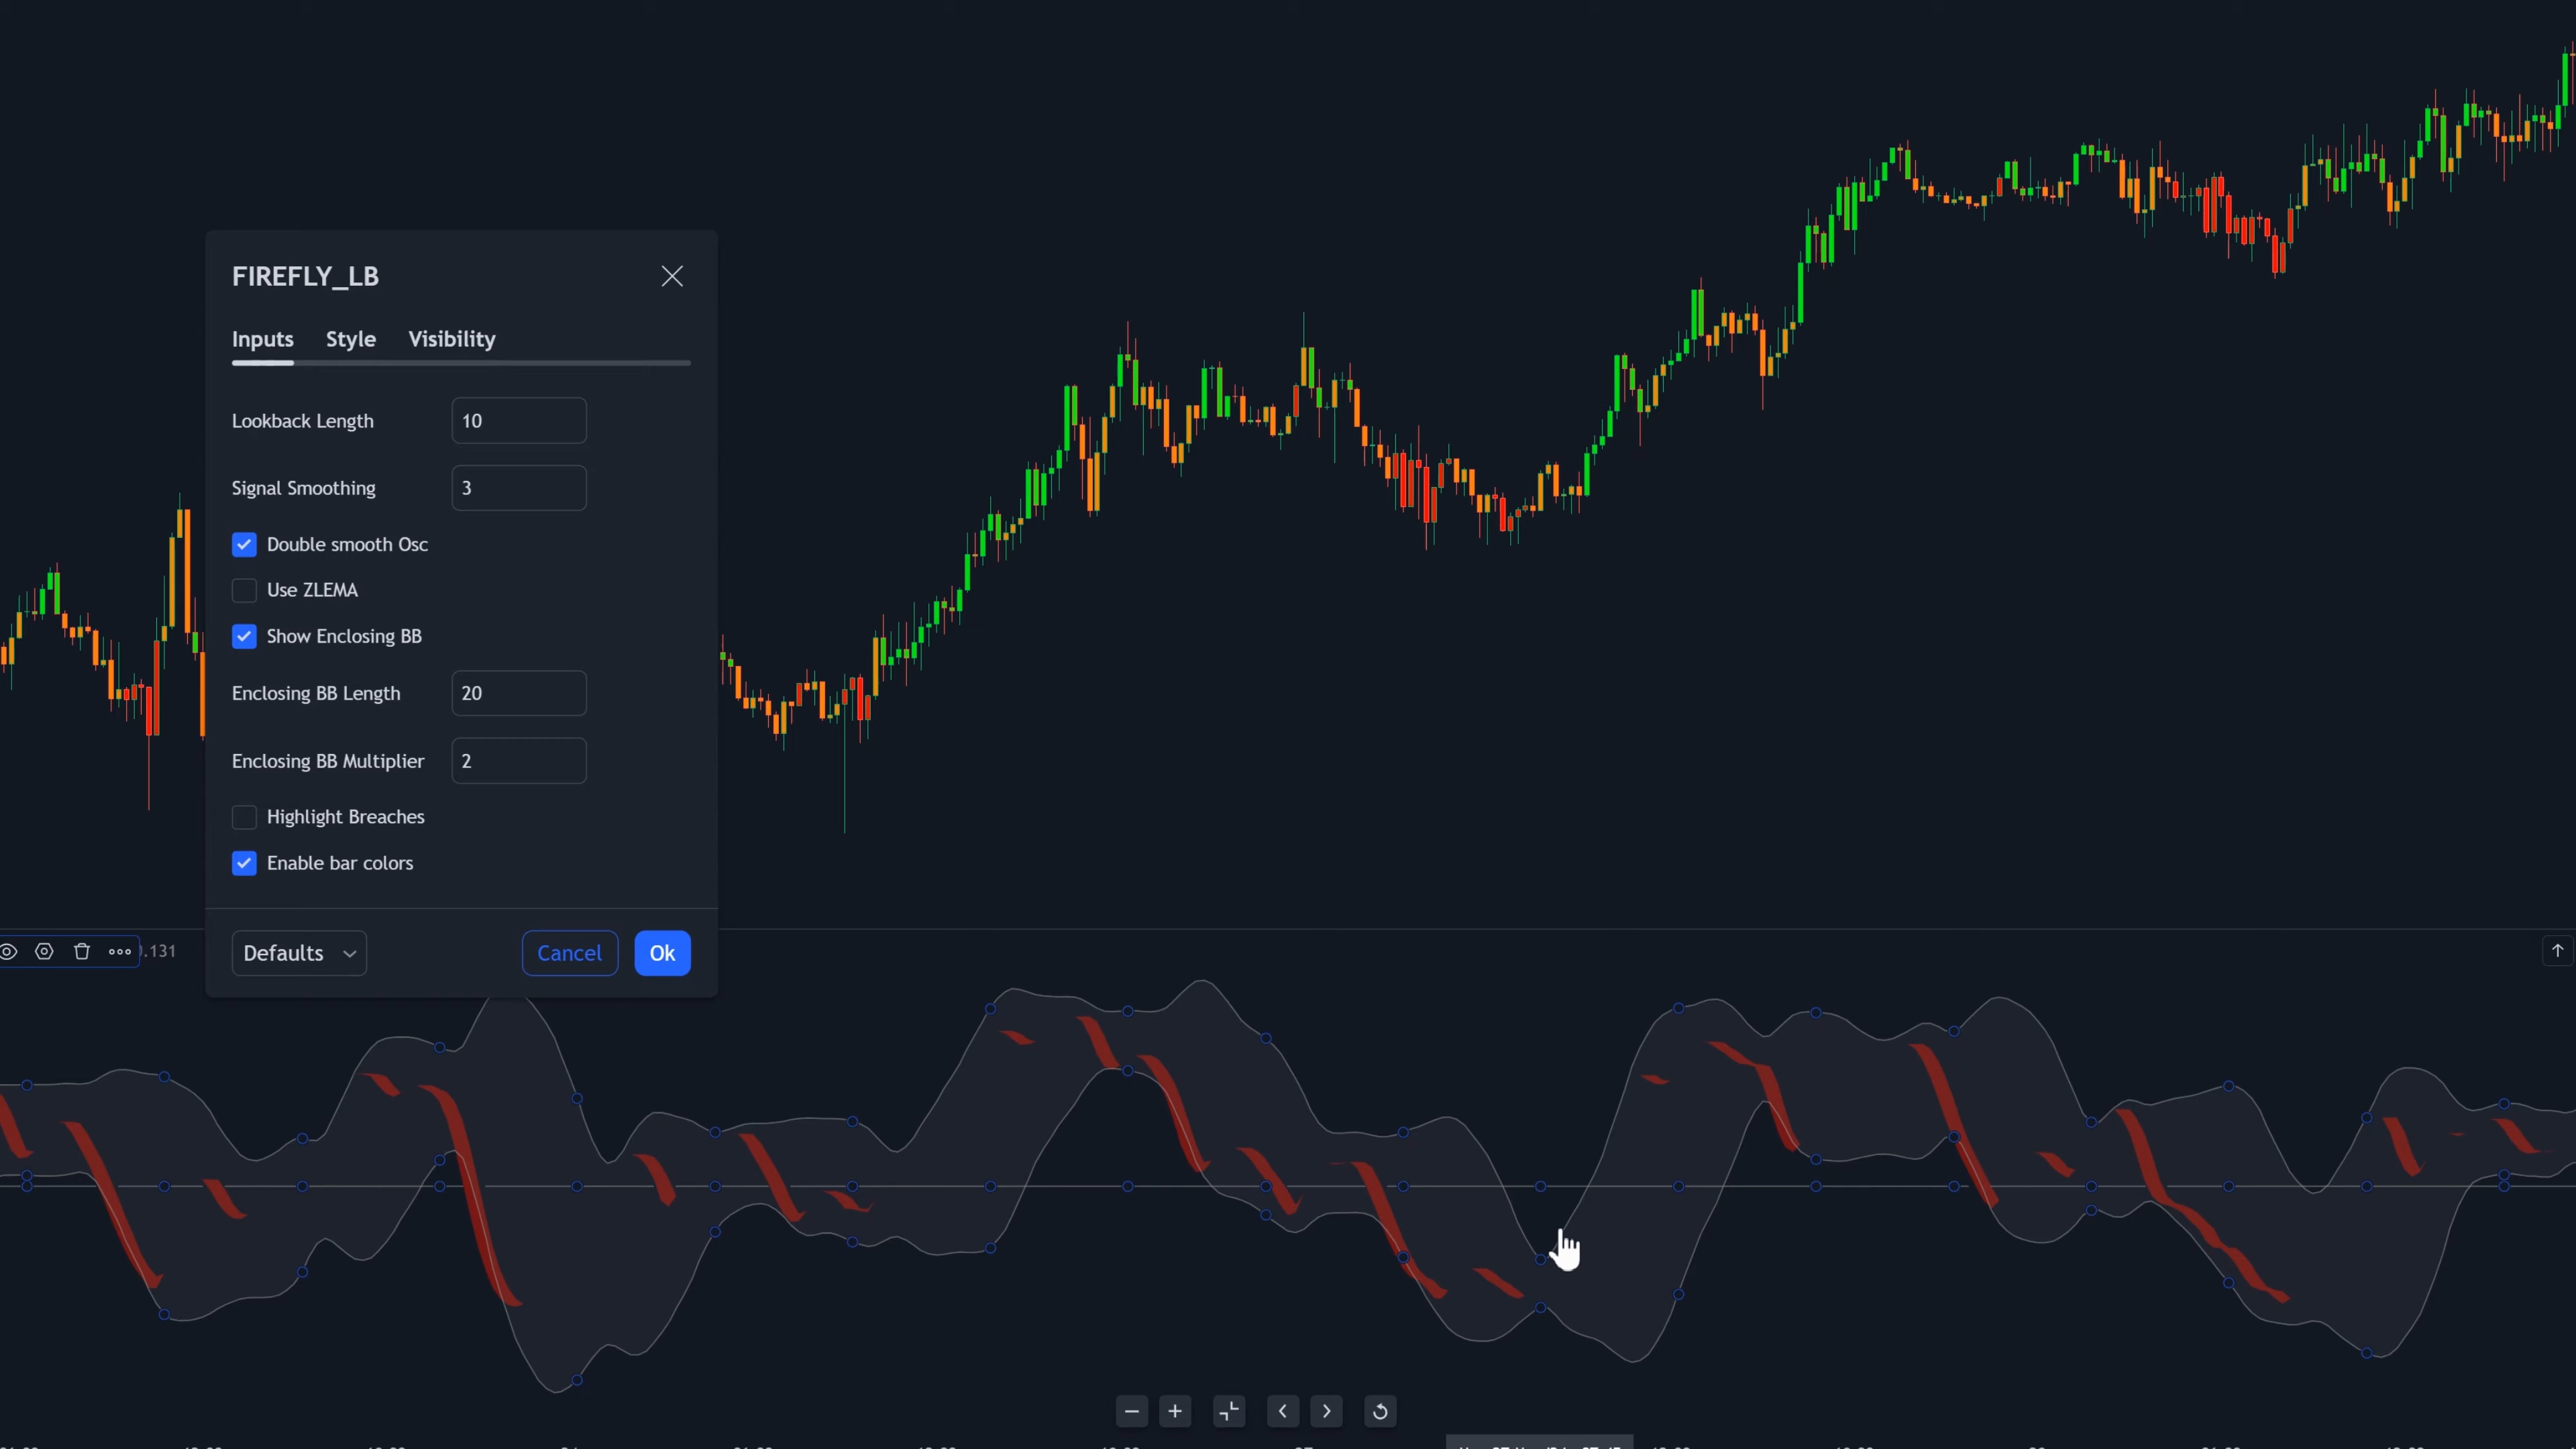 FIREFLY_LB
Inputs Style Visibility
Lookback Length 10
Signal Smoothing 3
Double smooth Osc
Use ZLEMA
Show Enclosing BB
Enclosing BB Length 20
Enclosing BB Multiplier 2
Highlight Breaches
Enable bar colors
Defaults Cancel Ok
.131